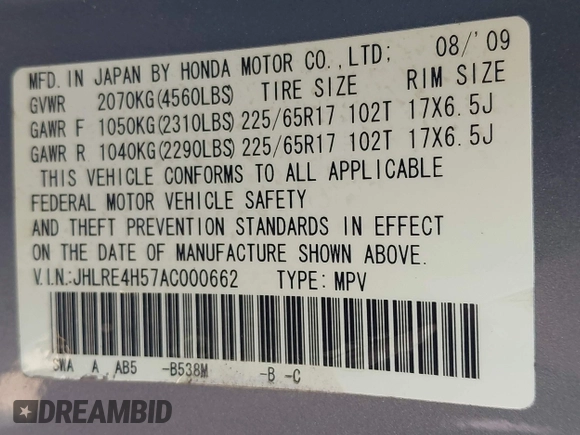 MFD. IN JAPAN BY HONDA MOTOR CO.,LTD; 08/'09
GVWR 2070KG(4560LBS) TIRE SIZE RIM SIZE
GAWR F 1050KG(2310LBS) 225/65R17 102T 17X6.5J
GAWR R 1040KG(2290LBS) 225/65R17 102T 17X6.5J
THIS VEHICLE CONFORMS TO ALL APPLICABLE
FEDERAL MOTOR VEHICLE SAFETY
AND THEFT PREVENTION STANDARDS IN EFFECT
ON THE DATE OF MANUFACTURE SHOWN ABOVE.
V.I.N.:JHLRE4H57AC000662 TYPE: MPV
SWA A AB5 -B538M -B -C
DREAMBID